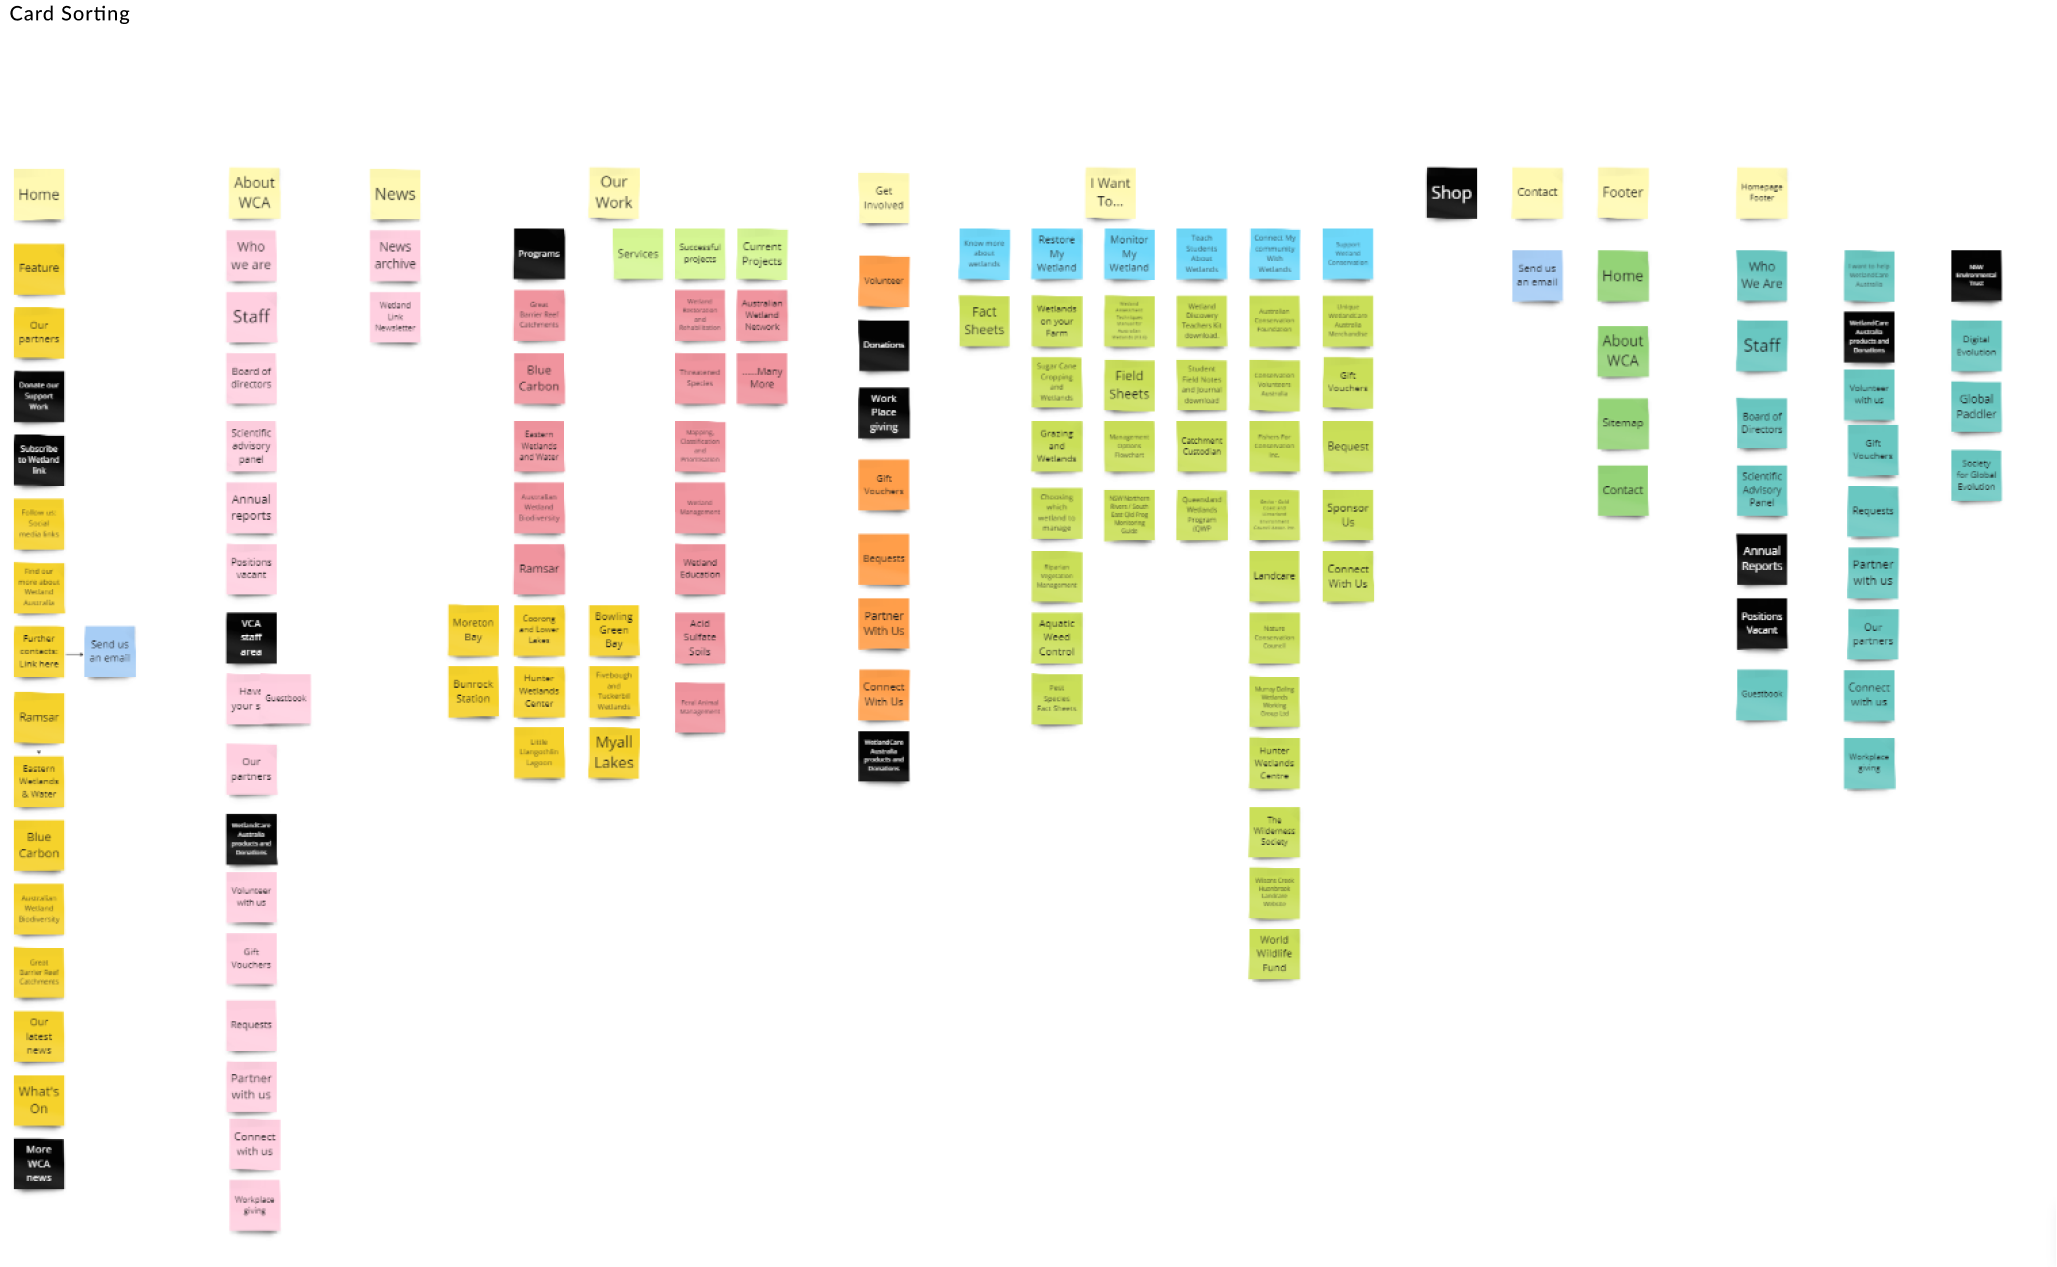 Card Sorting
Home
Feature
Our
partners
Donate our
Support
Work
Subscribe
to Wetland
link
Follow us:
Social
media links
Find our
more about
Wetland
Australia
Further
contacts:
Link here
Send us
an email
Ramsar
Eastern
Wetlands
& Water
Blue
Carbon
Australian
Wetland
Biodiversity
Great
Barrier Reef
Catchments
Our
latest
news
What's
On
More
WCA
news
About
WCA
Who
we are
Staff
Board of
directors
Scientific
advisory
panel
Annual
reports
Positions
vacant
VCA
staff
area
Have
your s
Guestbook
Our
partners
WetlandCare
Australia
products and
Donations
Volunteer
with us
Gift
Vouchers
Requests
Partner
with us
Connect
with us
Workplace
giving
News
News
archive
Wetland
Link
Newsletter
Our
Work
Programs
Great
Barrier Reef
Catchments
Blue
Carbon
Eastern
Wetlands
and Water
Australian
Wetland
Biodiversity
Ramsar
Moreton
Bay
Coorong
and Lower
Lakes
Bowling
Green
Bay
Bunrock
Station
Hunter
Wetlands
Center
Fivebough
and
Tuckerbil
Wetlands
Little
Llangothlin
Lagoon
Myall
Lakes
Services
Successful
projects
Wetland
Restoration
and
Rehabilitation
Threatened
Species
Mapping,
Classification
and
Prioritisation
Wetland
Management
Wetland
Education
Acid
Sulfate
Soils
Feral Animal
Management
Current
Projects
Australian
Wetland
Network
......Many
More
Get
Involved
Volunteer
Donations
Work
Place
giving
Gift
Vouchers
Bequests
Partner
With Us
Connect
With Us
WetlandCare
Australia
products and
Donations
I Want
To...
Know more
about
wetlands
Fact
Sheets
Restore
My
Wetland
Wetlands
on your
Farm
Sugar Cane
Cropping
and
Wetlands
Grazing
and
Wetlands
Choosing
which
wetland to
manage
Riparian
Vegetation
Management
Aquatic
Weed
Control
Pest
Species
Fact Sheets
Monitor
My
Wetland
Assessment
Techniques
Field
Sheets
Management
Options
Flowchart
NSW Northern
Rivers / South
East Qld Frog
Monitoring
Guide
Teach
Students
About
Wetlands
Wetland
Discovery
Teachers Kit
download.
Student
Field Notes
and Journal
download
Catchment
Custodian
Queensland
Wetlands
Program
(QWP
Connect My
community
With
Wetlands
Australian
Conservation
Foundation
Conservation
Volunteers
Australia
Fishers For
Conservation
Inc.
Landcare
Nature
Conservation
Council
Murray Daling
Wetlands
Working
Group Ltd
Hunter
Wetlands
Centre
The
Wilderness
Society
Wilsons Creek
Huonbrook
Landcare
Website
World
Wildlife
Fund
Support
Wetland
Conservation
Unique
WetlandCare
Australia
Merchandise
Gift
Vouchers
Bequest
Sponsor
Us
Connect
With Us
Shop
Contact
Send us
an email
Footer
Home
About
WCA
Sitemap
Contact
Homepage
Footer
Who
We Are
Staff
Board of
Directors
Scientific
Advisory
Panel
Annual
Reports
Positions
Vacant
Guestbook
I want to help
WetlandCare
Australia
WetlandCare
Australia
products and
Donations
Volunteer
with us
Gift
Vouchers
Requests
Partner
with us
Our
partners
Connect
with us
Workplace
giving
NSW
Environmental
Trust
Digital
Evolution
Global
Paddler
Society
for Global
Evolution